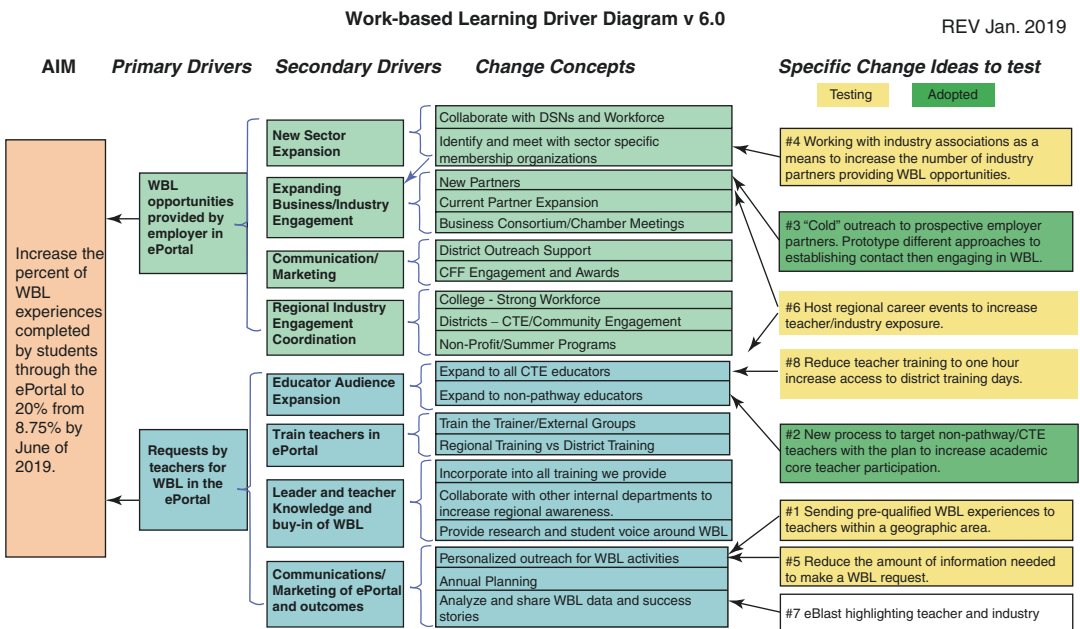 Work-based Learning Driver Diagram v 6.0
REV Jan. 2019
AIM
Primary Drivers
Secondary Drivers
Change Concepts
Specific Change Ideas to test
Testing
Adopted
Increase the
percent of
WBL
experiences
completed
by students
through the
ePortal to
20% from
8.75% by
June of
2019.
WBL
opportunities
provided by
employer in
ePortal
Requests by
teachers for
WBL in the
ePortal
New Sector
Expansion
Expanding
Business/Industry
Engagement
Communication/
Marketing
Regional Industry
Engagement
Coordination
Educator Audience
Expansion
Train teachers in
ePortal
Leader and teacher
Knowledge and
buy-in of WBL
Communications/
Marketing of ePortal
and outcomes
Collaborate with DSNs and Workforce
Identify and meet with sector specific
membership organizations
New Partners
Current Partner Expansion
Business Consortium/Chamber Meetings
District Outreach Support
CFF Engagement and Awards
College - Strong Workforce
Districts – CTE/Community Engagement
Non-Profit/Summer Programs
Expand to all CTE educators
Expand to non-pathway educators
Train the Trainer/External Groups
Regional Training vs District Training
Incorporate into all training we provide
Collaborate with other internal departments to
increase regional awareness.
Provide research and student voice around WBL
Personalized outreach for WBL activities
Annual Planning
Analyze and share WBL data and success
stories
#4 Working with industry associations as a
means to increase the number of industry
partners providing WBL opportunities.
#3 “Cold” outreach to prospective employer
partners. Prototype different approaches to
establishing contact then engaging in WBL.
#6 Host regional career events to increase
teacher/industry exposure.
#8 Reduce teacher training to one hour
increase access to district training days.
#2 New process to target non-pathway/CTE
teachers with the plan to increase academic
core teacher participation.
#1 Sending pre-qualified WBL experiences to
teachers within a geographic area.
#5 Reduce the amount of information needed
to make a WBL request.
#7 eBlast highlighting teacher and industry